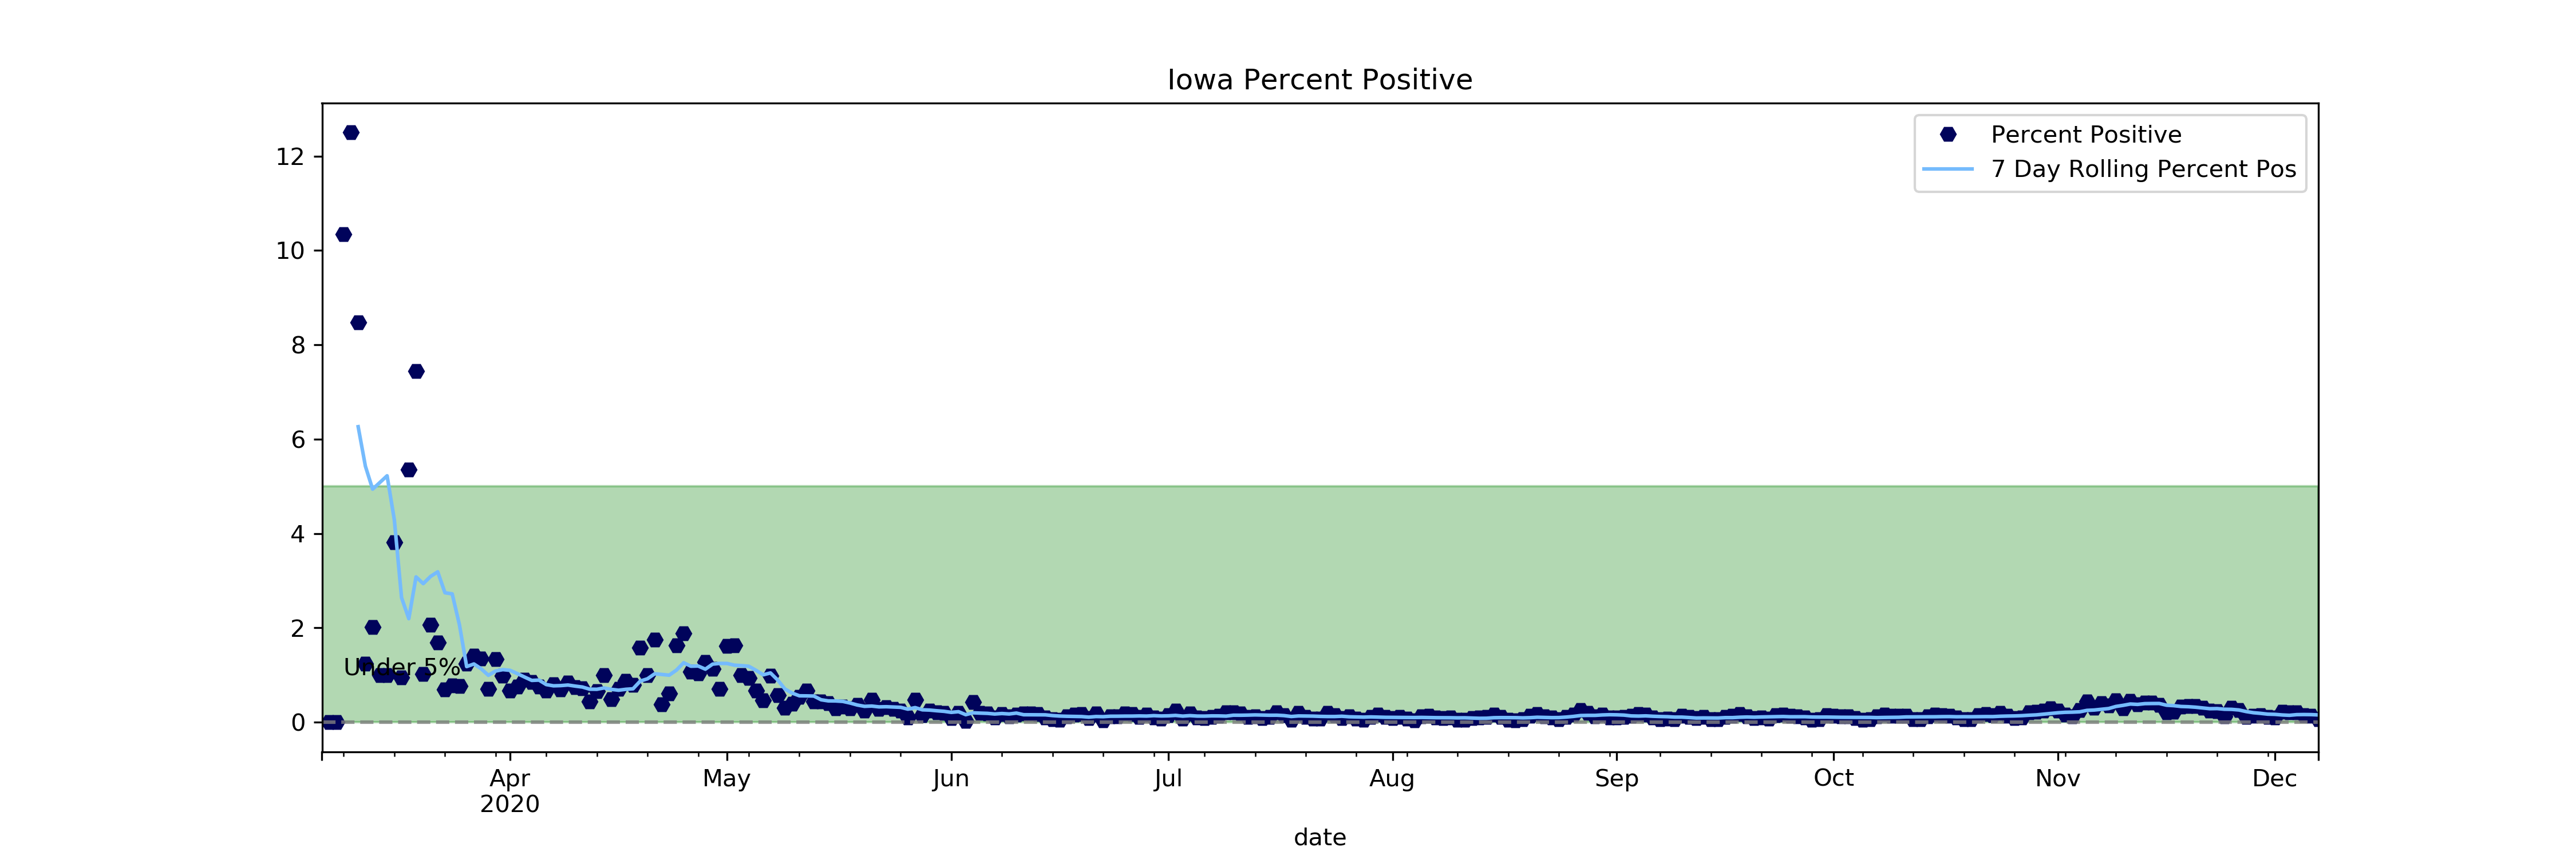 Iowa Percent Positive
Percent Positive
7 Day Rolling Percent Pos
12
10
8
6
4
2
0
Under 5%
Apr
2020
May
Jun
Jul
Aug
Sep
Oct
Nov
Dec
date